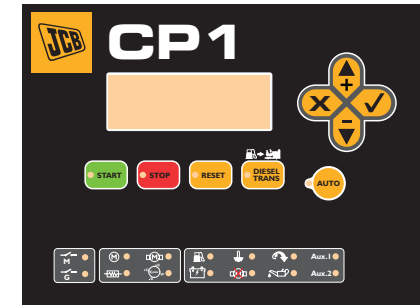 JCB
CP1
+
X
-
START
STOP
RESET
DIESEL
TRANS
AUTO
M
M
M
Aux.1
G
M
Aux.2